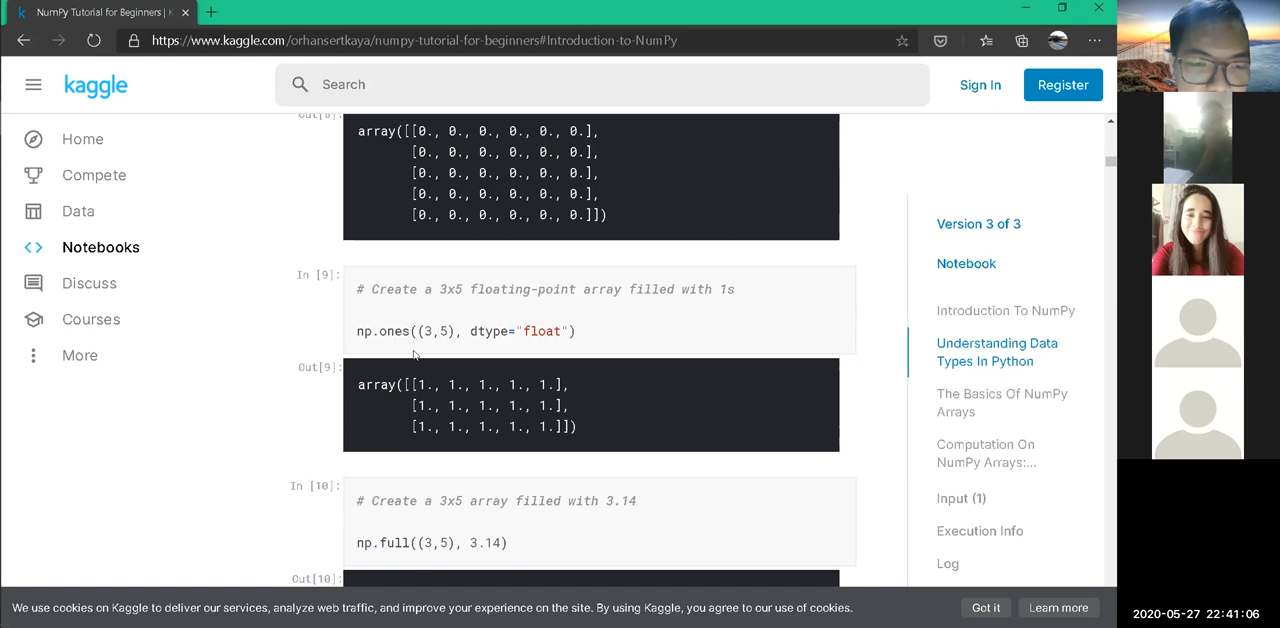 NumPy Tutorial for Beginners | K
https://www.kaggle.com/orhansertkaya/numpy-tutorial-for-beginners#Introduction-to-NumPy
kaggle
Search
Sign In
Register
Home
Compete
Data
Notebooks
Discuss
Courses
More
array([[0., 0., 0., 0., 0., 0.],
[0., 0., 0., 0., 0., 0.],
[0., 0., 0., 0., 0., 0.],
[0., 0., 0., 0., 0., 0.],
[0., 0., 0., 0., 0., 0.]])
In [9]:
# Create a 3x5 floating-point array filled with 1s
np.ones((3,5), dtype="float")
Out[9]:
array([[1., 1., 1., 1., 1.],
[1., 1., 1., 1., 1.],
[1., 1., 1., 1., 1.]])
In [10]:
# Create a 3x5 array filled with 3.14
np.full((3,5), 3.14)
Out[10]:
Version 3 of 3
Notebook
Introduction To NumPy
Understanding Data
Types In Python
The Basics Of NumPy
Arrays
Computation On
NumPy Arrays:...
Input (1)
Execution Info
Log
We use cookies on Kaggle to deliver our services, analyze web traffic, and improve your experience on the site. By using Kaggle, you agree to our use of cookies.
Got it
Learn more
2020-05-27 22:41:06